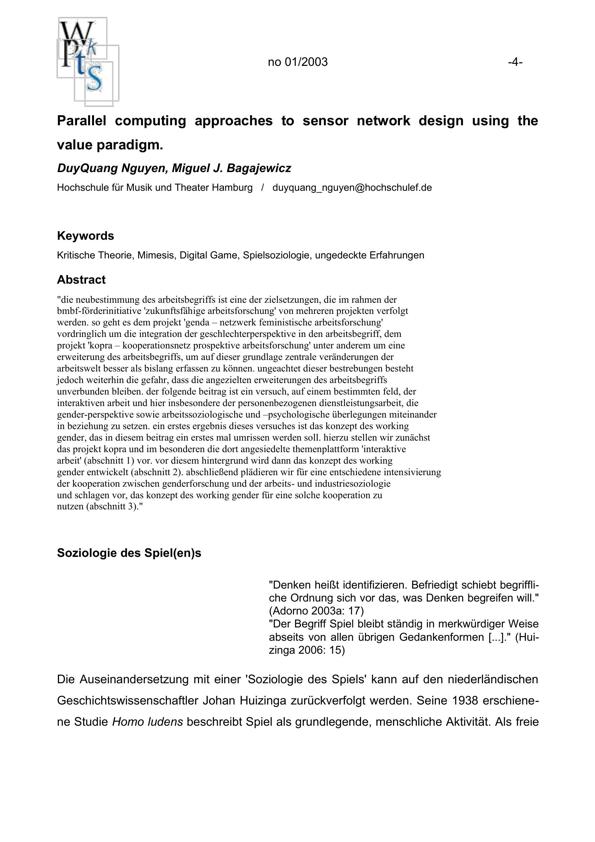 W
P k
t s
S
no 01/2003 -4-
Parallel computing approaches to sensor network design using the
value paradigm.
DuyQuang Nguyen, Miguel J. Bagajewicz
Hochschule für Musik und Theater Hamburg / duyquang_nguyen@hochschulef.de
Keywords
Kritische Theorie, Mimesis, Digital Game, Spielsoziologie, ungedeckte Erfahrungen
Abstract
"die neubestimmung des arbeitsbegriffs ist eine der zielsetzungen, die im rahmen der
bmbf-förderinitiative 'zukunftsfähige arbeitsforschung' von mehreren projekten verfolgt
werden. so geht es dem projekt 'genda – netzwerk feministische arbeitsforschung'
vordringlich um die integration der geschlechterperspektive in den arbeitsbegriff, dem
projekt 'kopra – kooperationsnetz prospektive arbeitsforschung' unter anderem um eine
erweiterung des arbeitsbegriffs, um auf dieser grundlage zentrale veränderungen der
arbeitswelt besser als bislang erfassen zu können. ungeachtet dieser bestrebungen besteht
jedoch weiterhin die gefahr, dass die angezielten erweiterungen des arbeitsbegriffs
unverbunden bleiben. der folgende beitrag ist ein versuch, auf einem bestimmten feld, der
interaktiven arbeit und hier insbesondere der personenbezogenen dienstleistungsarbeit, die
gender-perspektive sowie arbeitssoziologische und –psychologische überlegungen miteinander
in beziehung zu setzen. ein erstes ergebnis dieses versuches ist das konzept des working
gender, das in diesem beitrag ein erstes mal umrissen werden soll. hierzu stellen wir zunächst
das projekt kopra und im besonderen die dort angesiedelte themenplattform 'interaktive
arbeit' (abschnitt 1) vor. vor diesem hintergrund wird dann das konzept des working
gender entwickelt (abschnitt 2). abschließend plädieren wir für eine entschiedene intensivierung
der kooperation zwischen genderforschung und der arbeits- und industriesoziologie
und schlagen vor, das konzept des working gender für eine solche kooperation zu
nutzen (abschnitt 3)."
Soziologie des Spiel(en)s
"Denken heißt identifizieren. Befriedigt schiebt begriffli-
che Ordnung sich vor das, was Denken begreifen will."
(Adorno 2003a: 17)
"Der Begriff Spiel bleibt ständig in merkwürdiger Weise
abseits von allen übrigen Gedankenformen [...]." (Hui-
zinga 2006: 15)
Die Auseinandersetzung mit einer 'Soziologie des Spiels' kann auf den niederländischen
Geschichtswissenschaftler Johan Huizinga zurückverfolgt werden. Seine 1938 erschiene-
ne Studie Homo ludens beschreibt Spiel als grundlegende, menschliche Aktivität. Als freie